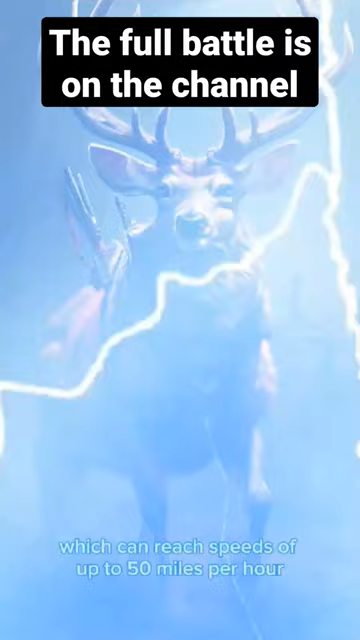 The full battle is
on the channel
which can reach speeds of
up to 50 miles per hour